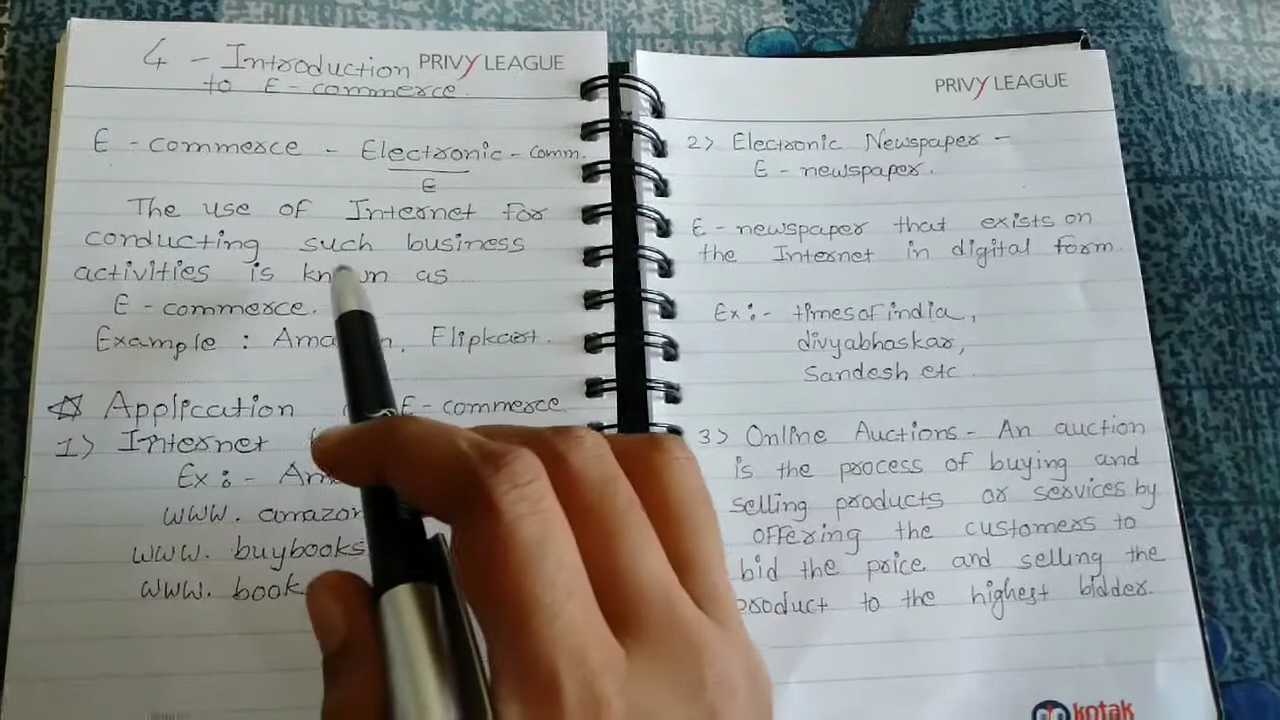 4 - Introduction
to E-commerce.
PRIVY LEAGUE
E-commerce - Electronic-comm.
E
The use of Internet for
conducting such business
activities is known as
E-commerce.
Example : Flipkart.
☆ Application E-commerce
1) Internet
Ex :-
www.
www. buybooks
www. book
PRIVY LEAGUE
2) Electronic Newspaper -
E-newspaper.
E-newspaper that exists on
the Internet in digital form.
Ex :- timesofindia,
divyabhaskar,
Sandesh etc
3) Online Auctions - An auction
is the process of buying and
selling products or services by
offering the customers to
bid the price and selling the
product to the highest bidder.
kotak